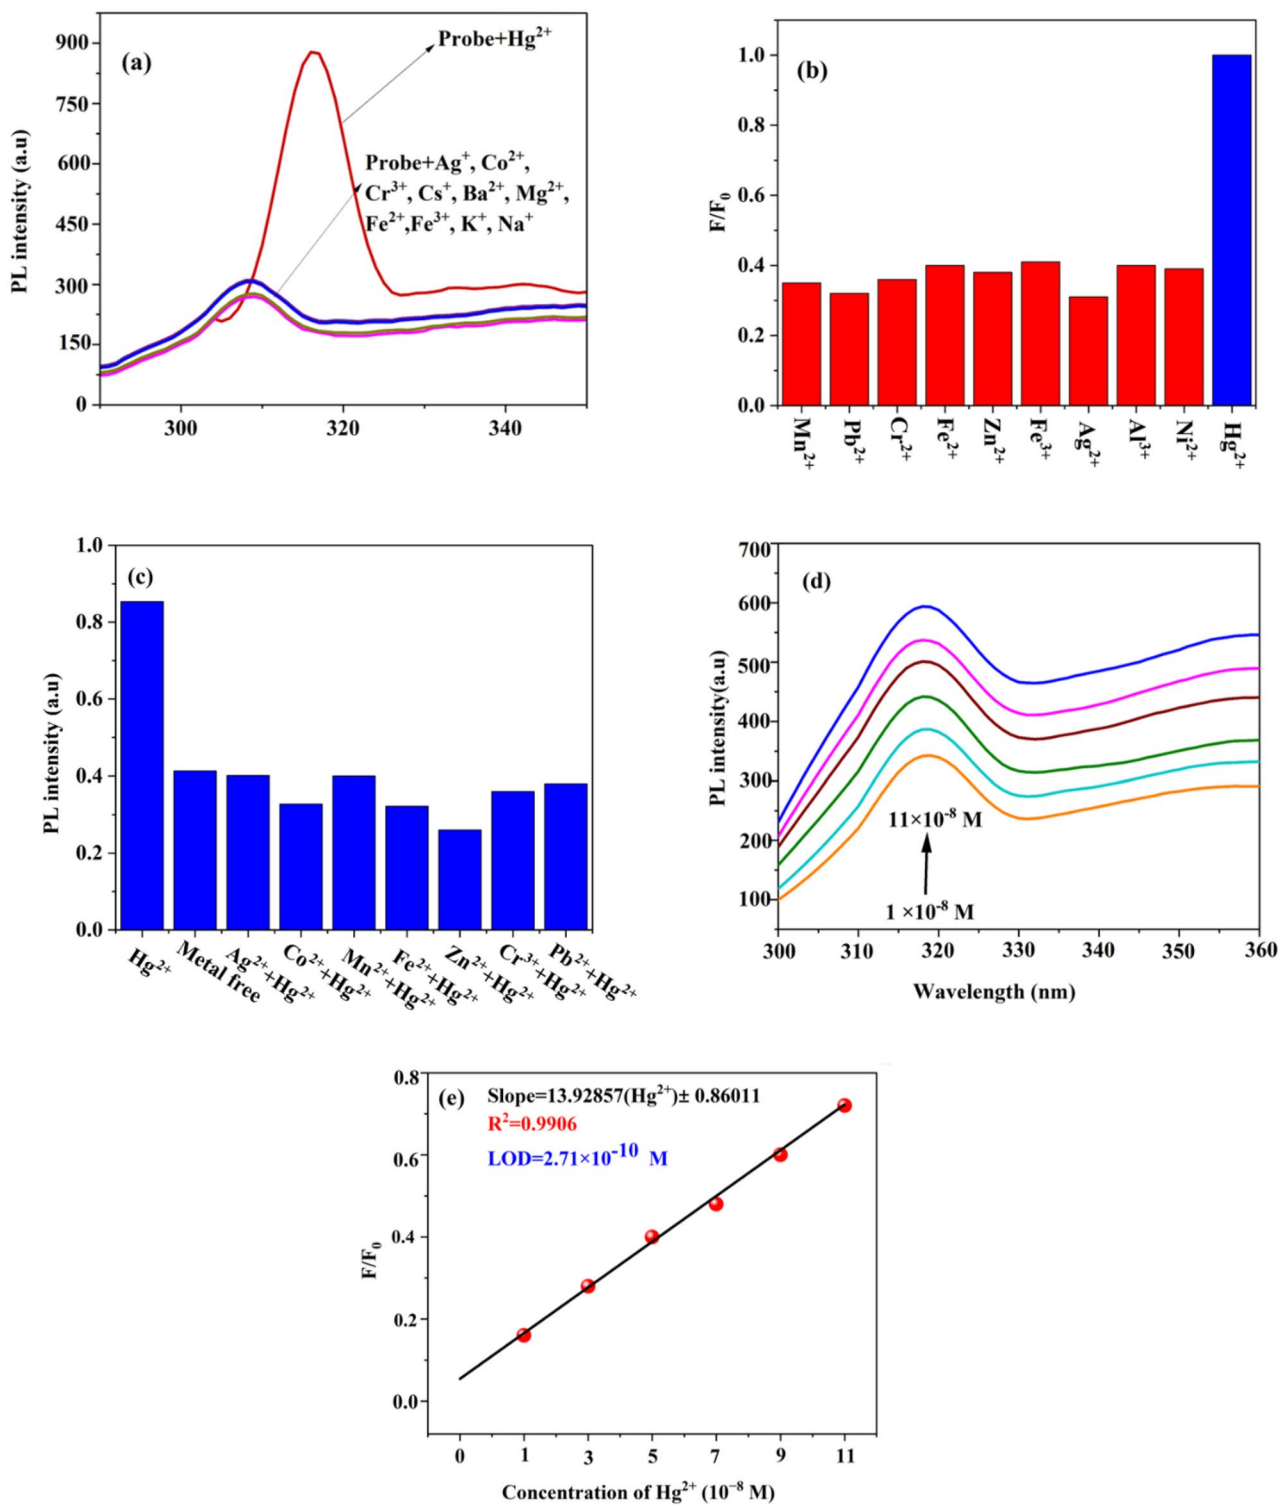 (a)
Probe+Hg²⁺
Probe+Ag⁺, Co²⁺,
Cr³⁺, Cs⁺, Ba²⁺, Mg²⁺,
Fe²⁺,Fe³⁺, K⁺, Na⁺
PL intensity (a.u)
900
750
600
450
300
150
0
300
320
340
(b)
F/F₀
1.0
0.8
0.6
0.4
0.2
0.0
Mn²⁺
Pb²⁺
Cr²⁺
Fe²⁺
Zn²⁺
Fe³⁺
Ag²⁺
Al³⁺
Ni²⁺
Hg²⁺
(c)
PL intensity (a.u)
1.0
0.8
0.6
0.4
0.2
0.0
Hg²⁺
Metal free
Ag²⁺+Hg²⁺
Co²⁺+Hg²⁺
Mn²⁺+Hg²⁺
Fe²⁺+Hg²⁺
Zn²⁺+Hg²⁺
Cr³⁺+Hg²⁺
Pb²⁺+Hg²⁺
(d)
PL intensity(a.u)
700
600
500
400
300
200
100
11×10⁻⁸ M
1 ×10⁻⁸ M
300
310
320
330
340
350
360
Wavelength (nm)
(e)
Slope=13.92857(Hg²⁺)± 0.86011
R²=0.9906
LOD=2.71×10⁻¹⁰ M
F/F₀
0.8
0.6
0.4
0.2
0.0
0
1
3
5
7
9
11
Concentration of Hg²⁺ (10⁻⁸ M)